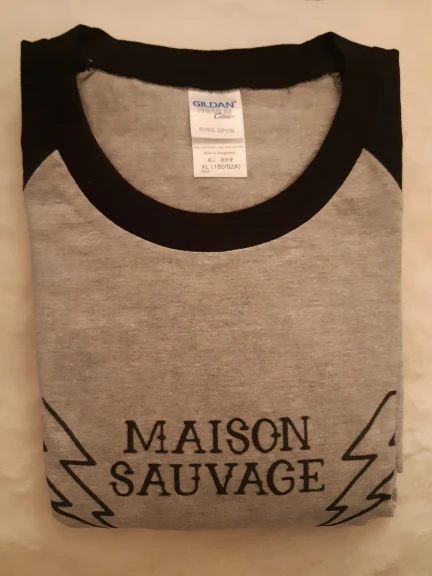 GILDAN
PREMIUM
Cotton
RING SPUN
XL (180/92A)
MAISON
SAUVAGE